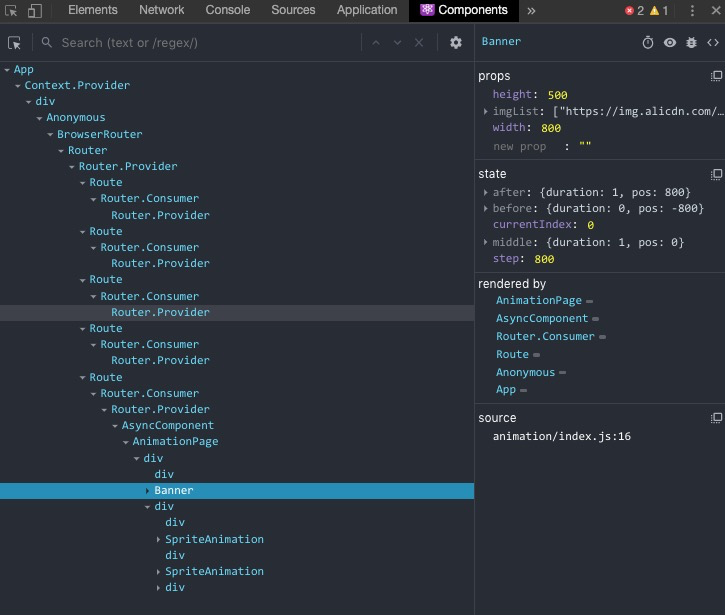 Elements Network Console Sources Application Components » 2 1
Search (text or /regex/)
App
Context.Provider
div
Anonymous
BrowserRouter
Router
Router.Provider
Route
Router.Consumer
Router.Provider
Route
Router.Consumer
Router.Provider
Route
Router.Consumer
Router.Provider
Route
Router.Consumer
Router.Provider
Route
Router.Consumer
Router.Provider
AsyncComponent
AnimationPage
div
div
Banner
div
div
SpriteAnimation
div
SpriteAnimation
div
Banner
props
height: 500
imgList: ["https://img.alicdn.com/…
width: 800
new prop : ""
state
after: {duration: 1, pos: 800}
before: {duration: 0, pos: -800}
currentIndex: 0
middle: {duration: 1, pos: 0}
step: 800
rendered by
AnimationPage
AsyncComponent
Router.Consumer
Route
Anonymous
App
source
animation/index.js:16